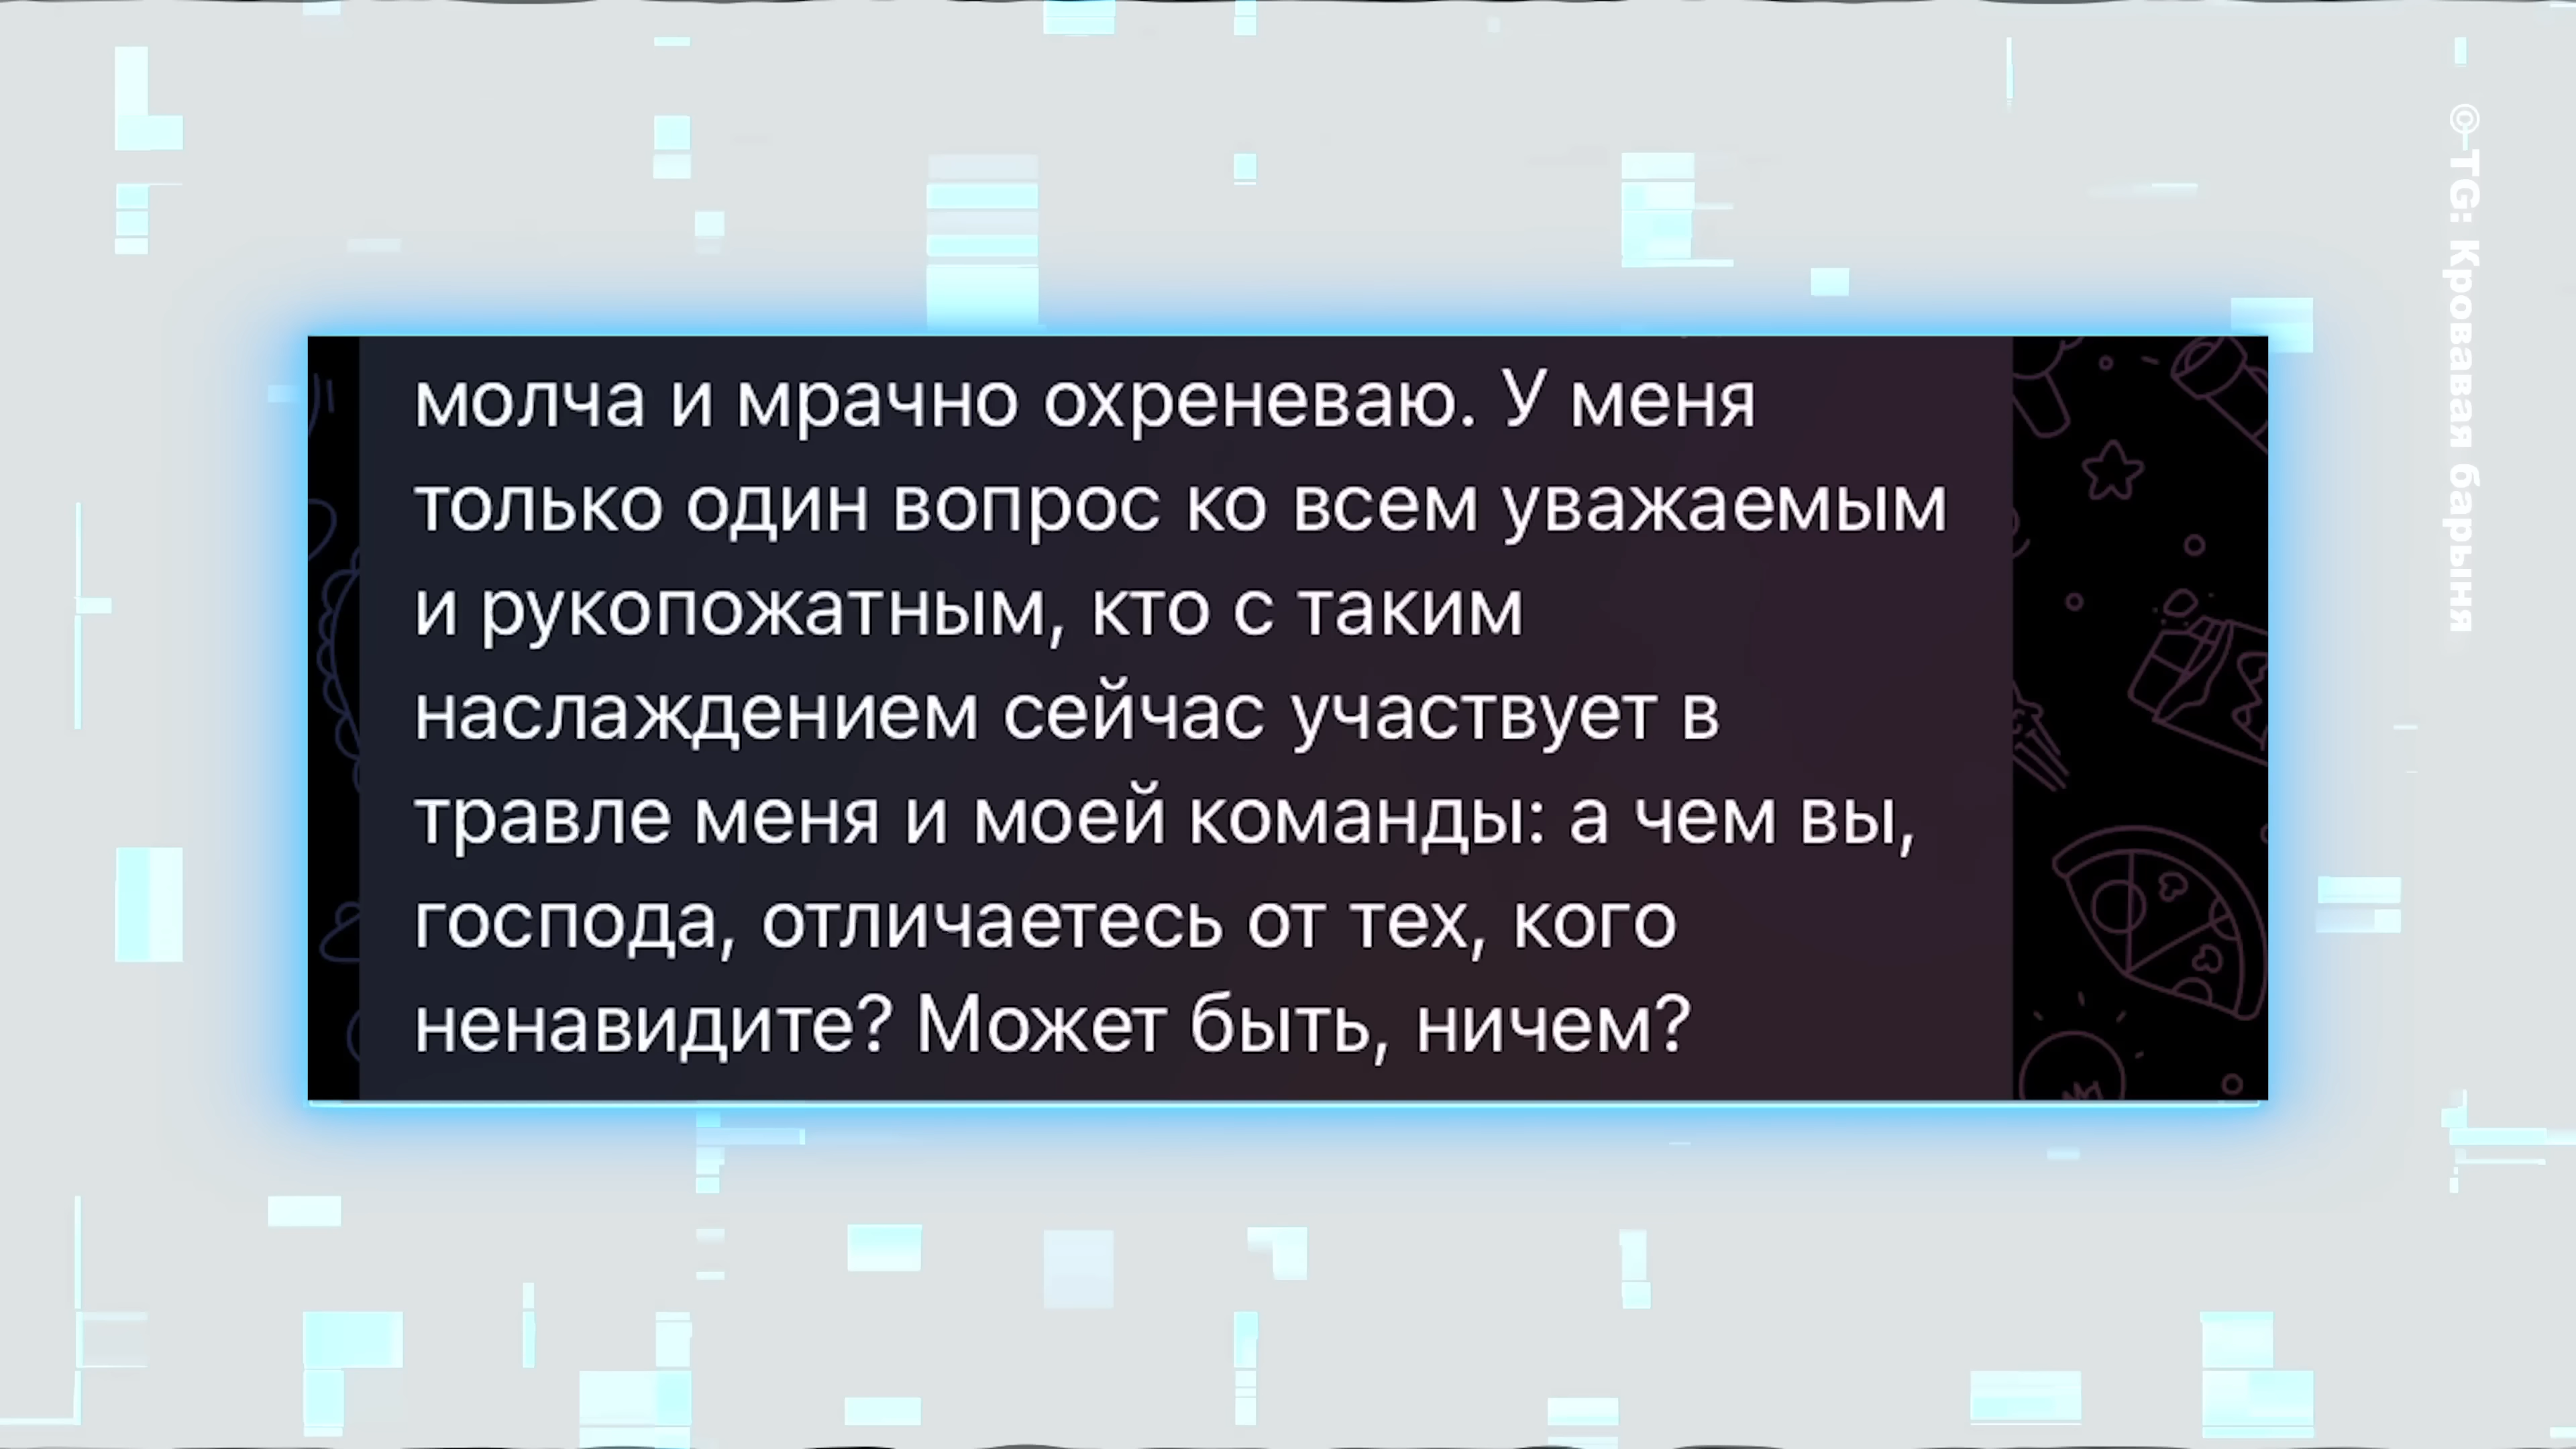 молча и мрачно охреневаю. У меня
только один вопрос ко всем уважаемым
и рукопожатным, кто с таким
наслаждением сейчас участвует в
травле меня и моей команды: а чем вы,
господа, отличаетесь от тех, кого
ненавидите? Может быть, ничем?
© TG: Кровавая барыня